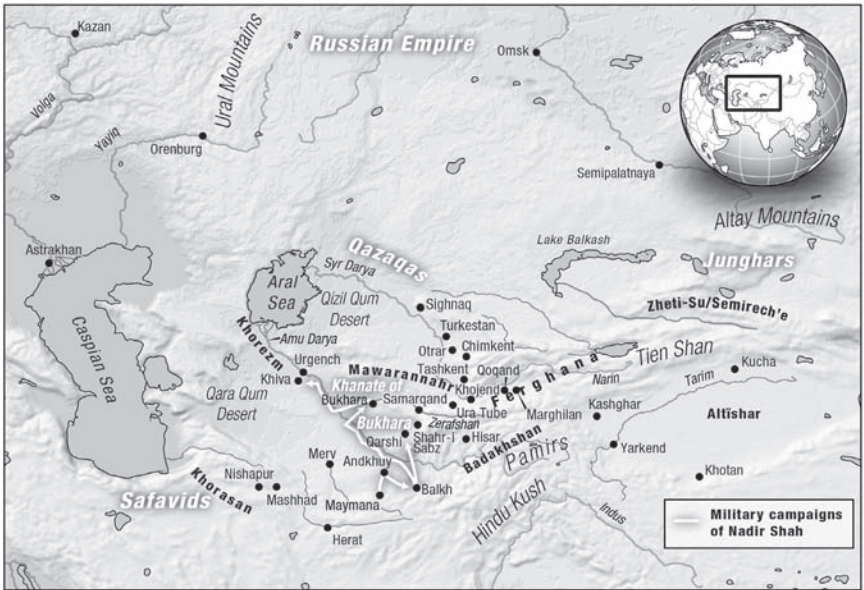 Kazan
Volga
Ural Mountains
Russian Empire
Omsk
Yayiq
Orenburg
Semipalatnaya
Altay Mountains
Astrakhan
Caspian Sea
Aral
Sea
Qazaqas
Syr Darya
Qizil Qum
Desert
Lake Balkash
Junghars
Sighnaq
Zheti-Su/Semirech'e
Turkestan
Khorezm
Amu Darya
Otrar
Chimkent
Urgench
Mawarannahr
Tashkent
Qoqand
Ferghana
Tien Shan
Khiva
Khanate of
Khojend
Narin
Tarim
Kucha
Qara Qum
Desert
Bukhara
Samarqand
Ura Tube
Marghilan
Kashghar
Altïshar
Bukhara
Zerafshan
Qarshi
Shahr-i
Sabz
Hisar
Badakhshan
Pamirs
Yarkend
Merv
Andkhuy
Khotan
Nishapur
Khorasan
Safavids
Mashhad
Maymana
Balkh
Hindu Kush
Indus
Herat
Military campaigns
of Nadir Shah